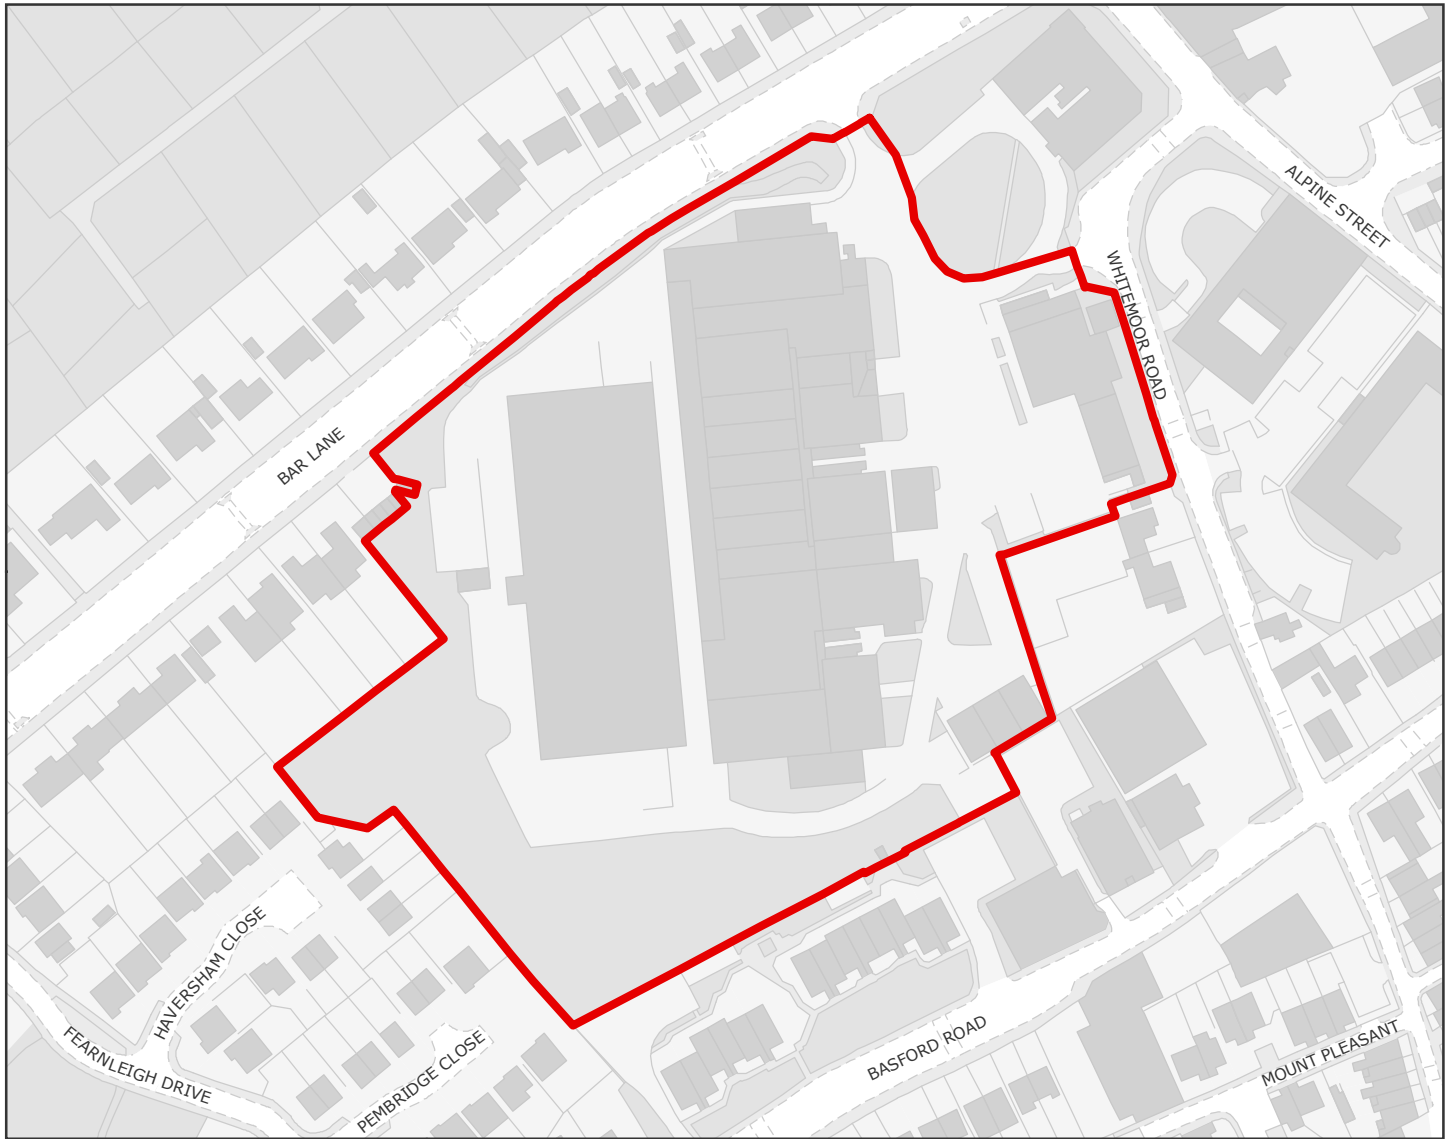 ALPINE STREET
WHITEMOOR ROAD
BAR LANE
HAVERSHAM CLOSE
FEARNLEIGH DRIVE
PEMBRIDGE CLOSE
BASFORD ROAD
MOUNT PLEASANT